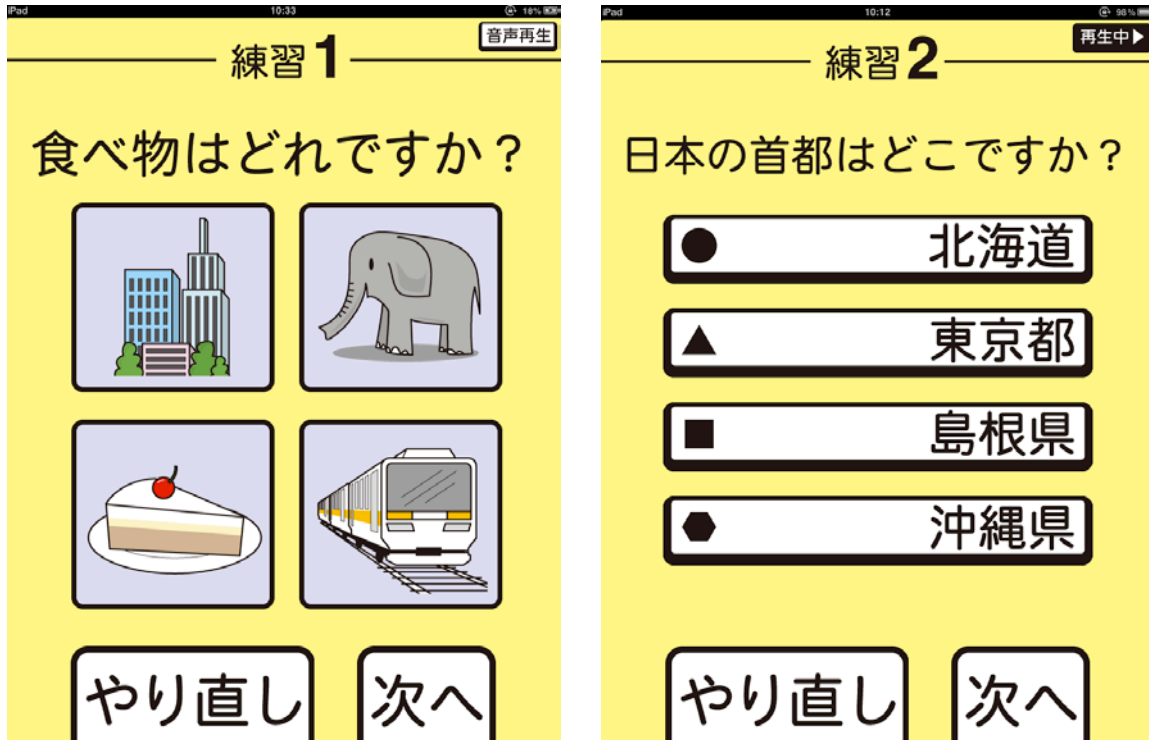 iPad 10:33 18%
音声再生
練習1
食べ物はどれですか？
やり直し
次へ
iPad 10:12 98%
再生中▶
練習2
日本の首都はどこですか？
● 北海道
▲ 東京都
■ 島根県
⬣ 沖縄県
やり直し
次へ